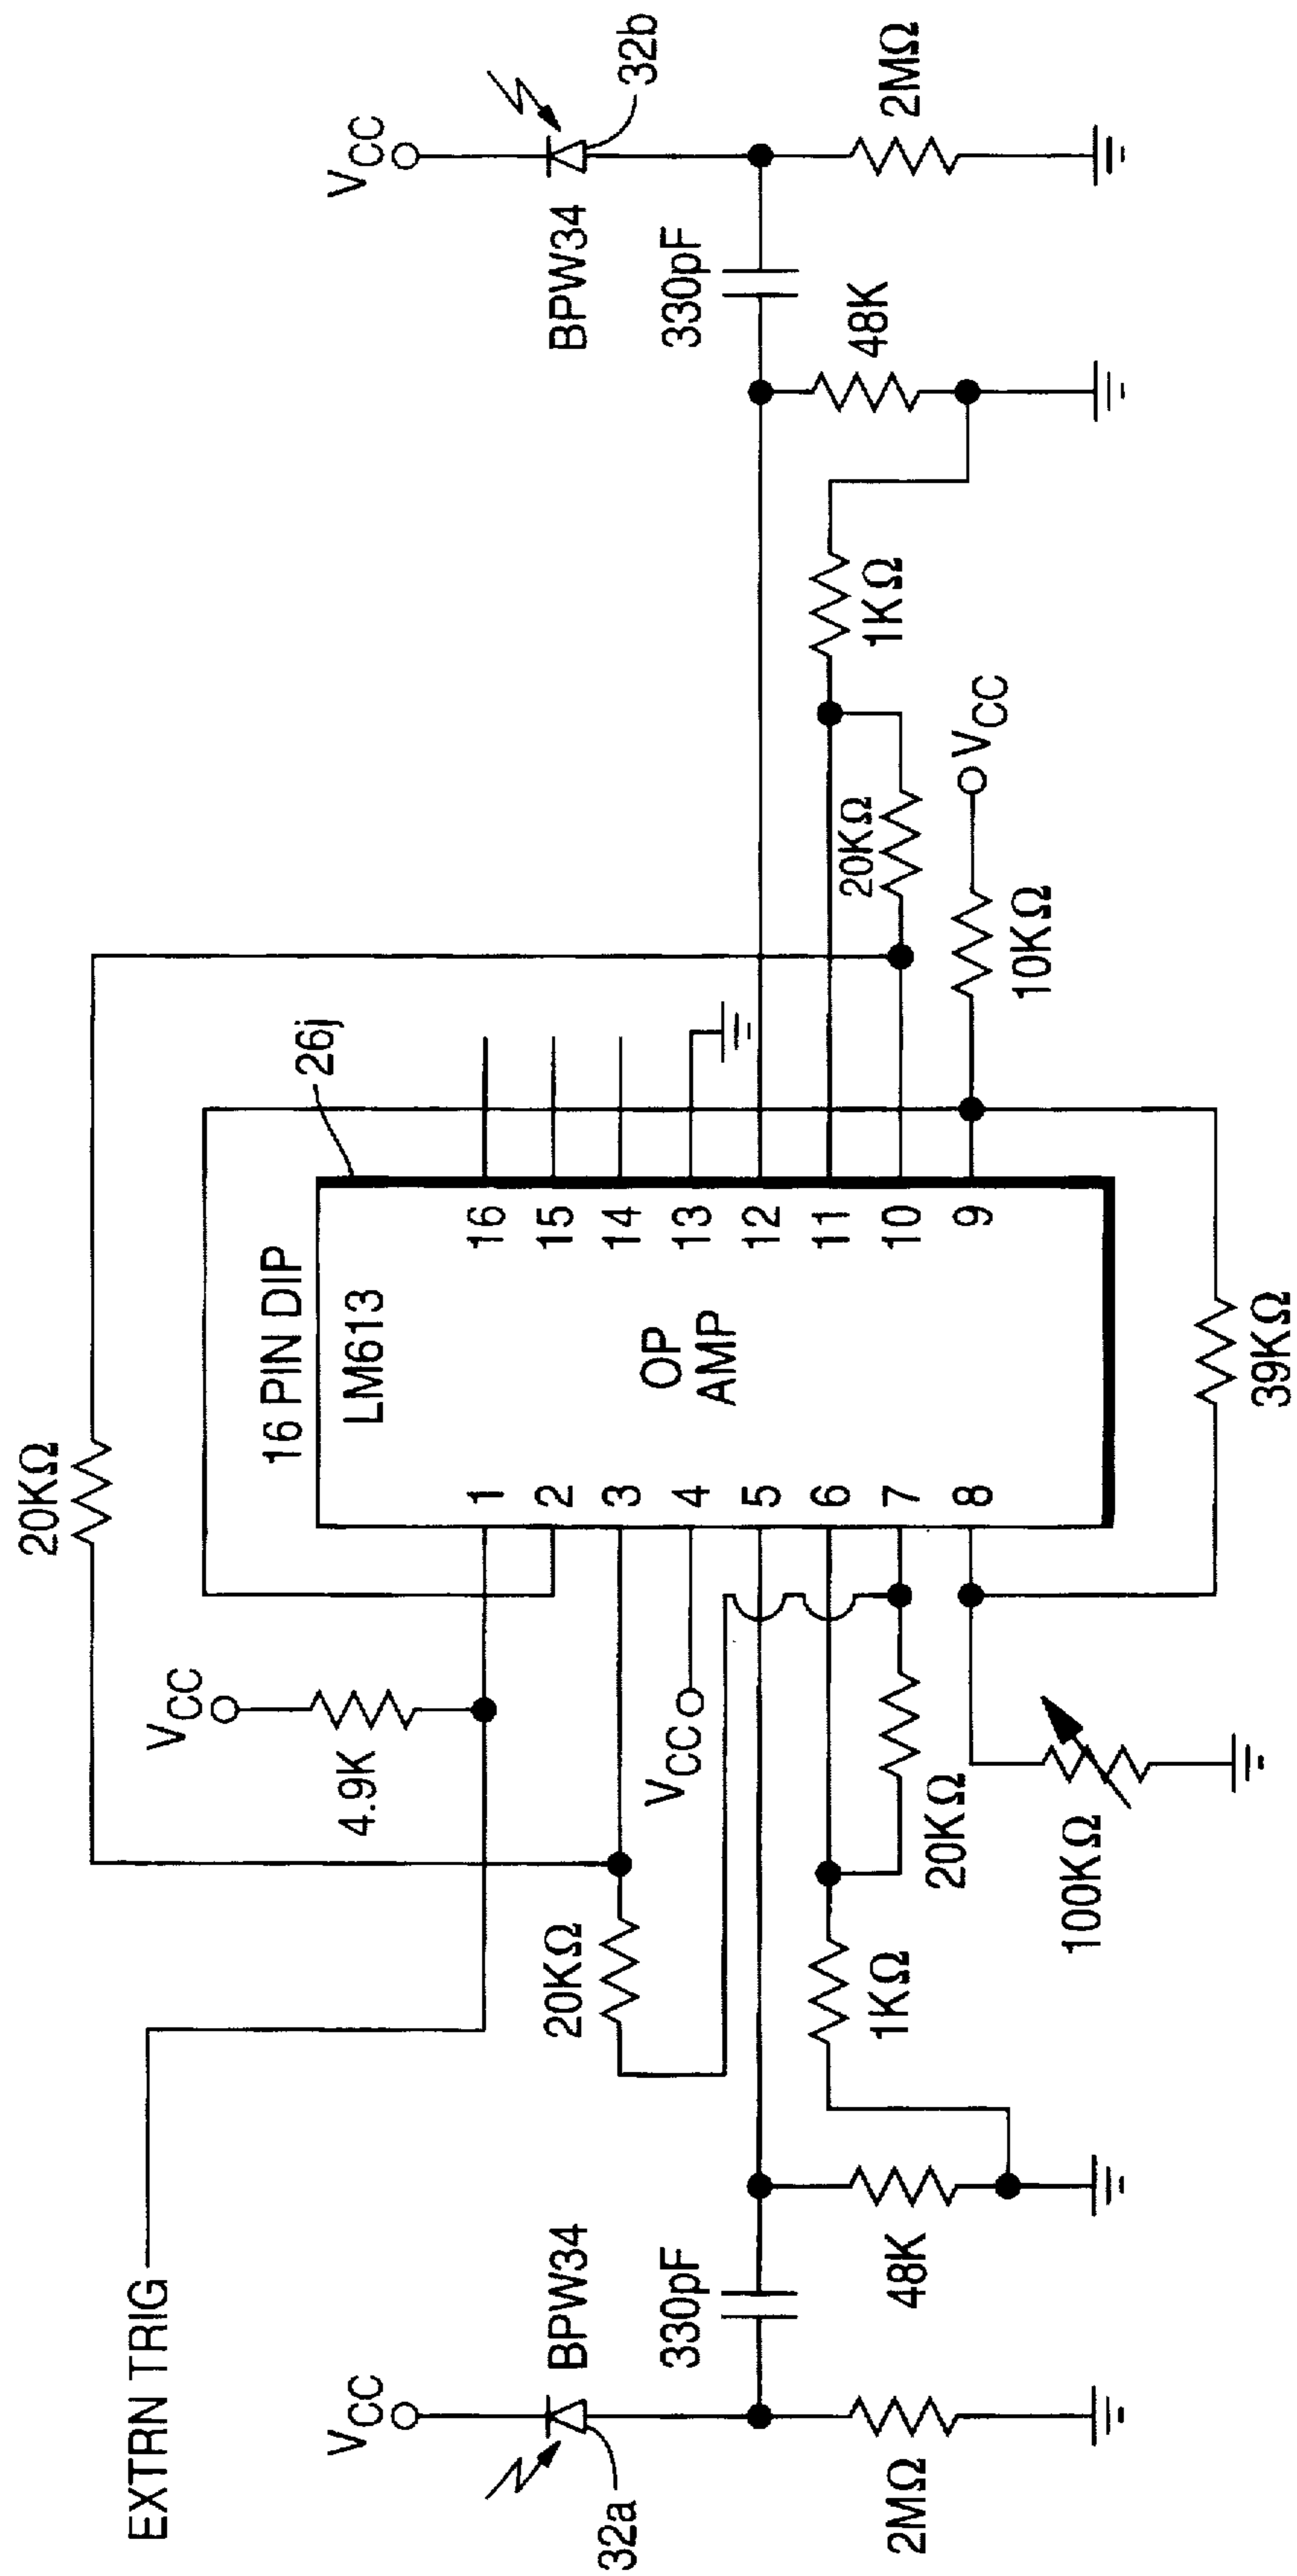 EXTRN TRIG
20KΩ
16 PIN DIP
26j
LM613
OP
AMP
1
2
3
4
5
6
7
8
16
15
14
13
12
11
10
9
VCC
4.9K
VCC
20KΩ
20KΩ
1KΩ
100KΩ
39KΩ
VCC
BPW34
32a
330pF
48K
2MΩ
20KΩ
10KΩ
VCC
1KΩ
VCC
BPW34
32b
330pF
48K
2MΩ